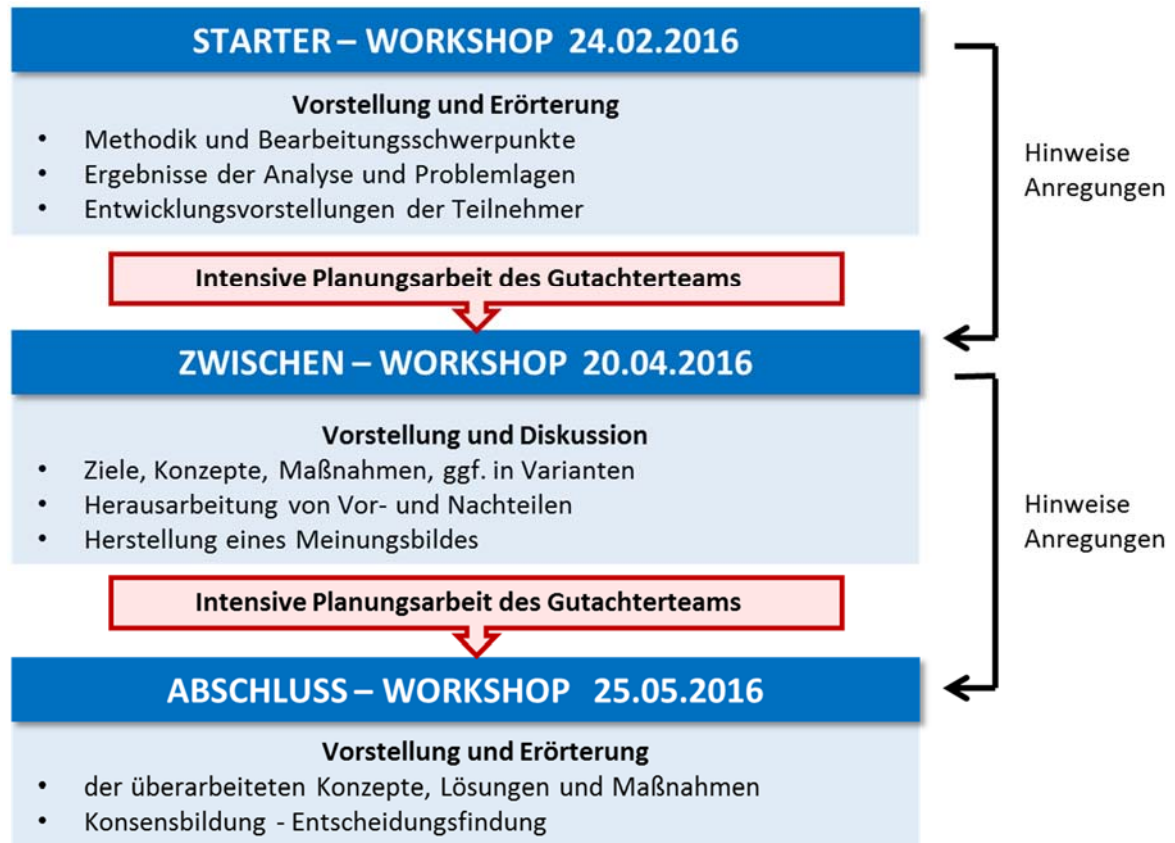 STARTER – WORKSHOP 24.02.2016
Vorstellung und Erörterung
• Methodik und Bearbeitungsschwerpunkte
• Ergebnisse der Analyse und Problemlagen
• Entwicklungsvorstellungen der Teilnehmer
Hinweise
Anregungen
Intensive Planungsarbeit des Gutachterteams
ZWISCHEN – WORKSHOP 20.04.2016
Vorstellung und Diskussion
• Ziele, Konzepte, Maßnahmen, ggf. in Varianten
• Herausarbeitung von Vor- und Nachteilen
• Herstellung eines Meinungsbildes
Hinweise
Anregungen
Intensive Planungsarbeit des Gutachterteams
ABSCHLUSS – WORKSHOP 25.05.2016
Vorstellung und Erörterung
• der überarbeiteten Konzepte, Lösungen und Maßnahmen
• Konsensbildung - Entscheidungsfindung